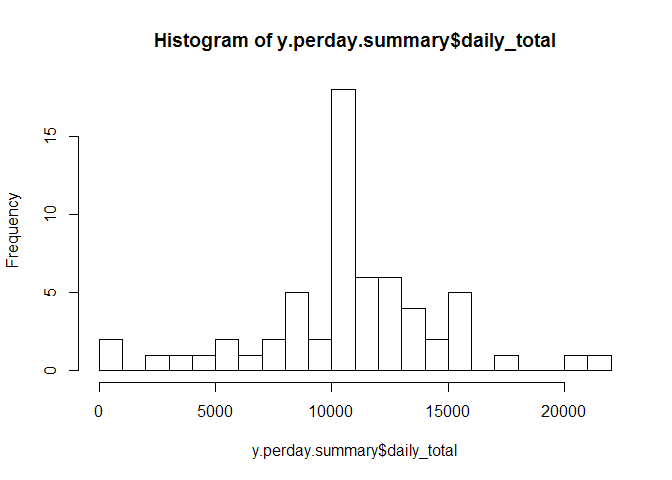 Histogram of y.perday.summary$daily_total
Frequency
15
10
5
0
0 5000 10000 15000 20000
y.perday.summary$daily_total